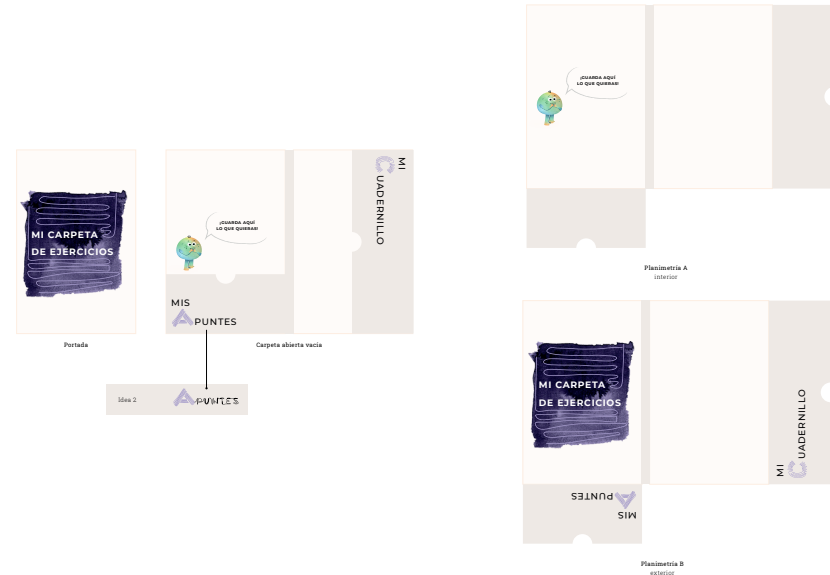 MI CARPETA
DE EJERCICIOS
Portada
¡GUARDA AQUÍ
LO QUE QUIERAS!
MIS
APUNTES
MI
CUADERNILLO
Carpeta abierta vacía
Idea 2
APUNTES
¡GUARDA AQUÍ
LO QUE QUIERAS!
Planimetría A
interior
MI CARPETA
DE EJERCICIOS
MI
CUADERNILLO
MIS
APUNTES
Planimetría B
exterior